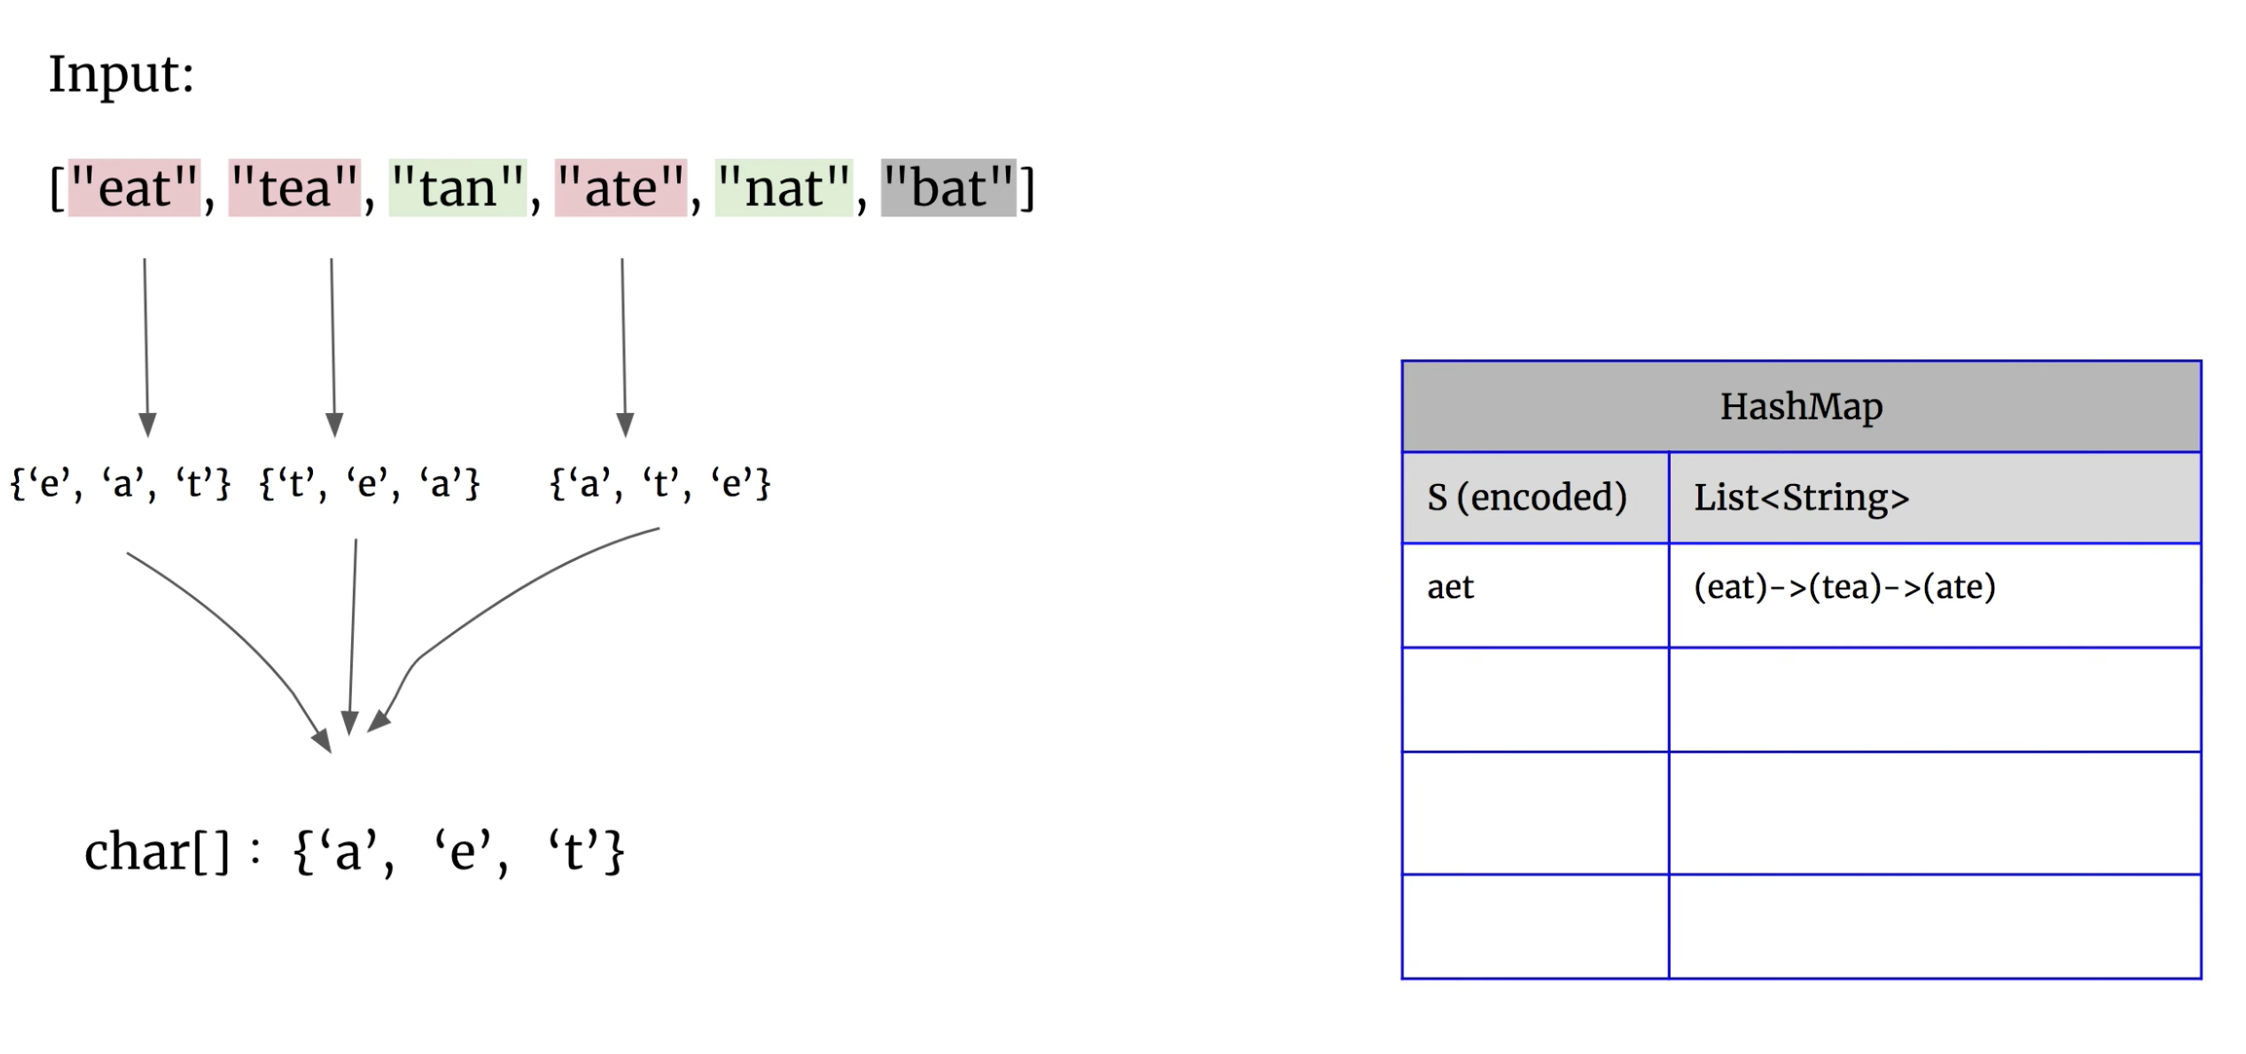 Input:
["eat", "tea", "tan", "ate", "nat", "bat"]
{‘e’, ‘a’, ‘t’} {‘t’, ‘e’, ‘a’} {‘a’, ‘t’, ‘e’}
char[] : {‘a’, ‘e’, ‘t’}
HashMap
S (encoded) List<String>
aet (eat)->(tea)->(ate)